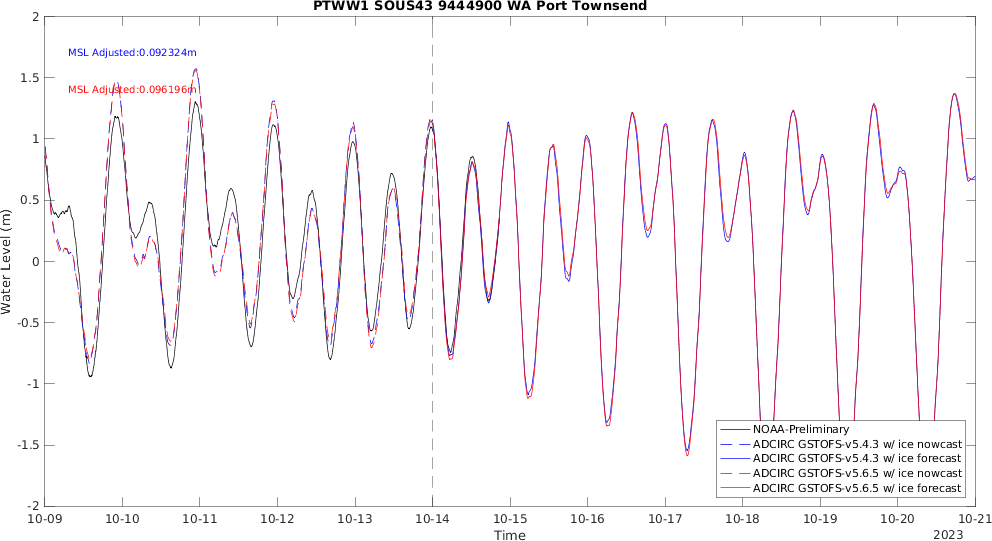 PTWW1 SOUS43 9444900 WA Port Townsend
2
1.5
1
0.5
0
-0.5
-1
-1.5
-2
Water Level (m)
MSL Adjusted:0.092324m
MSL Adjusted:0.096196m
NOAA-Preliminary
ADCIRC GSTOFS-v5.4.3 w/ ice nowcast
ADCIRC GSTOFS-v5.4.3 w/ ice forecast
ADCIRC GSTOFS-v5.6.5 w/ ice nowcast
ADCIRC GSTOFS-v5.6.5 w/ ice forecast
10-09 10-10 10-11 10-12 10-13 10-14 10-15 10-16 10-17 10-18 10-19 10-20 10-21
Time
2023